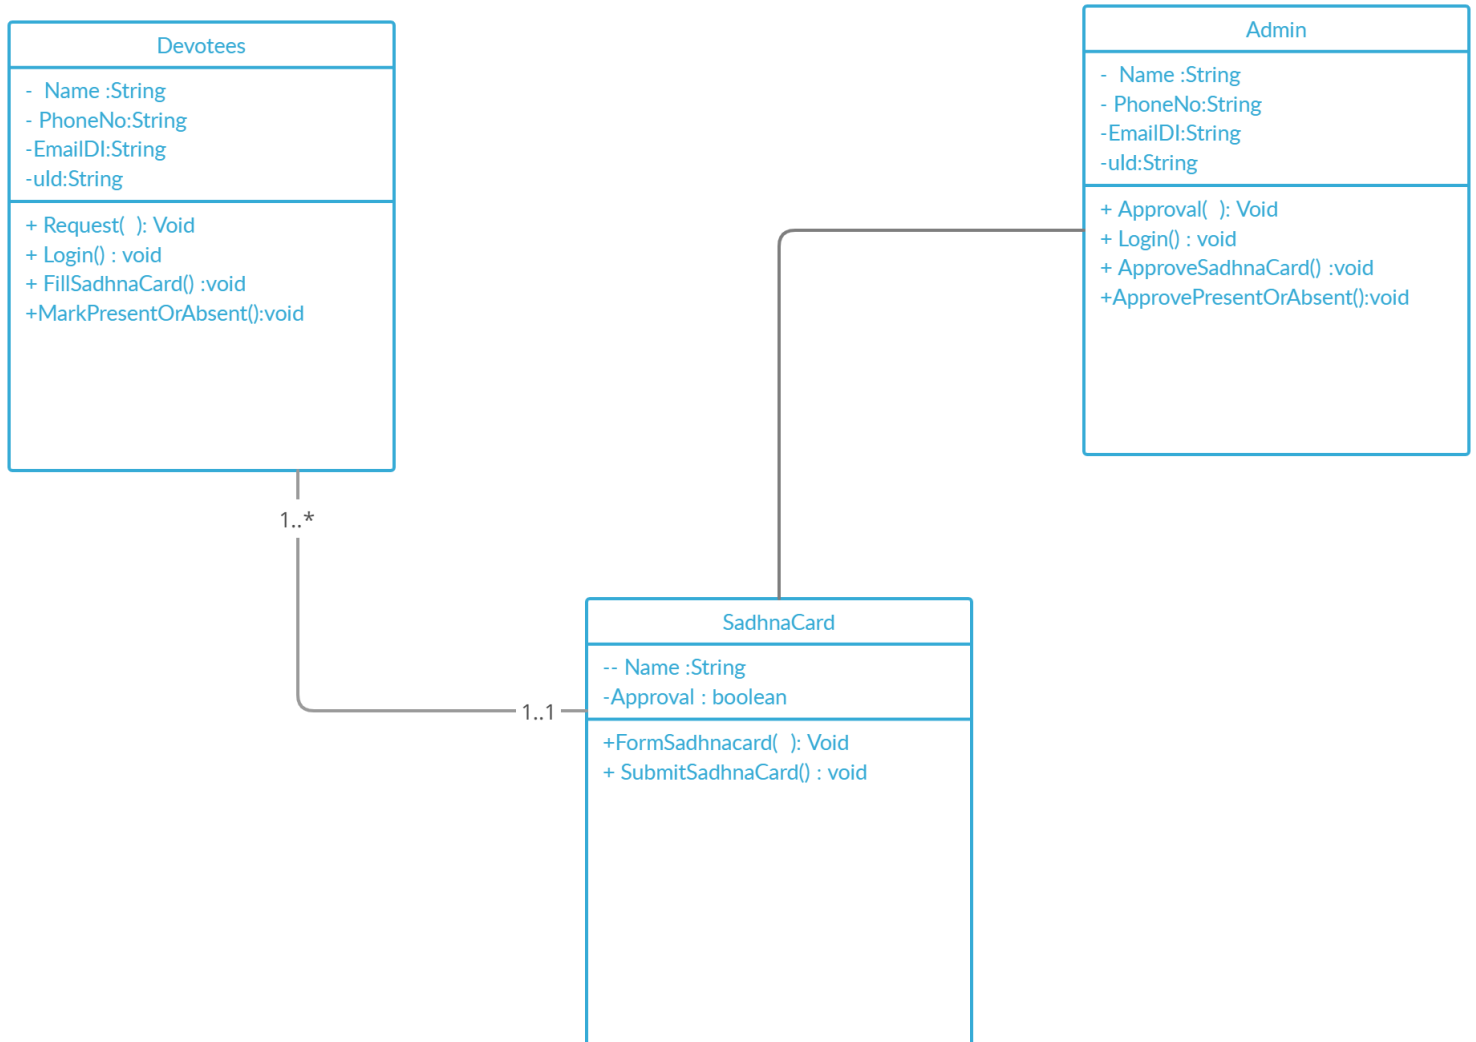 Devotees
- Name :String
- PhoneNo:String
-EmailDI:String
-uId:String
+ Request( ): Void
+ Login() : void
+ FillSadhnaCard() :void
+MarkPresentOrAbsent():void
Admin
- Name :String
- PhoneNo:String
-EmailDI:String
-uId:String
+ Approval( ): Void
+ Login() : void
+ ApproveSadhnaCard() :void
+ApprovePresentOrAbsent():void
1..*
1..1
SadhnaCard
-- Name :String
-Approval : boolean
+FormSadhnacard( ): Void
+ SubmitSadhnaCard() : void